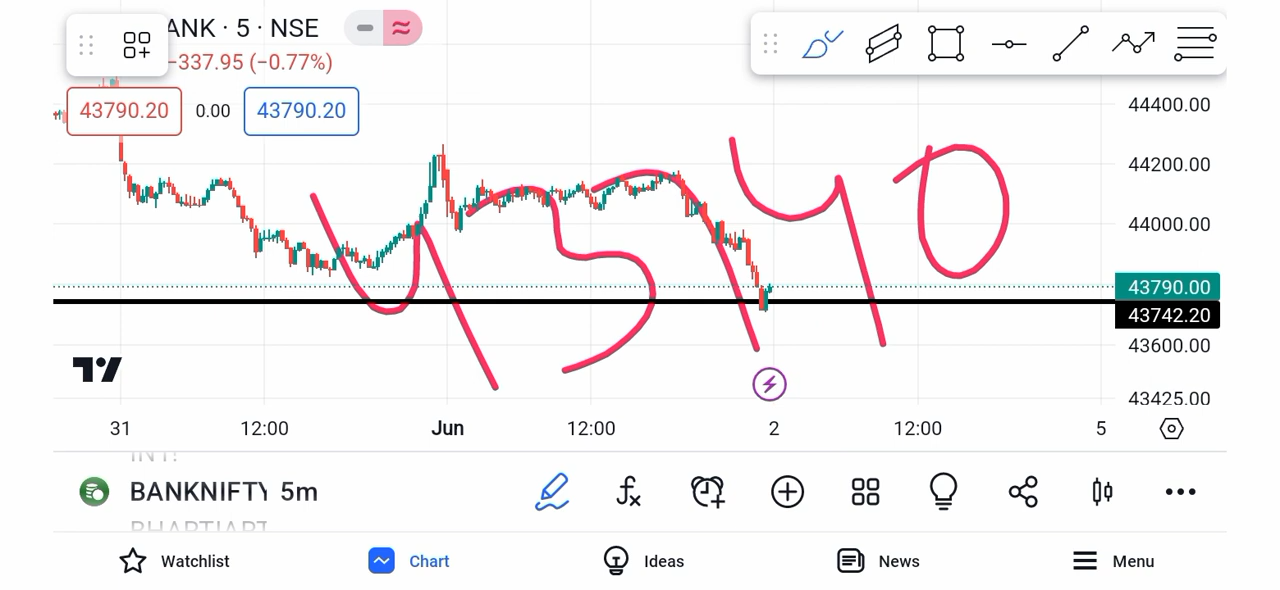 ANK · 5 · NSE
−337.95 (−0.77%)
43790.20 0.00 43790.20
44400.00
44200.00
44000.00
43790.00
43742.20
43600.00
43425.00
43740
31 12:00 Jun 12:00 2 12:00 5
BANKNIFTY 5m
Watchlist Chart Ideas News Menu